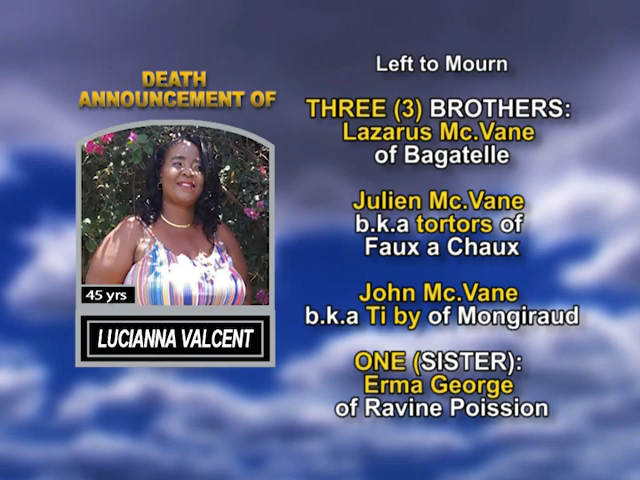 DEATH
ANNOUNCEMENT OF
45 yrs
LUCIANNA VALCENT
Left to Mourn
THREE (3) BROTHERS:
Lazarus Mc.Vane
of Bagatelle
Julien Mc.Vane
b.k.a tortors of
Faux a Chaux
John Mc.Vane
b.k.a Ti by of Mongiraud
ONE (SISTER):
Erma George
of Ravine Poission